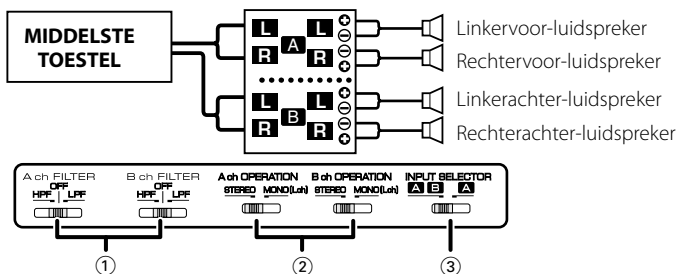 MIDDELSTE TOESTEL
L L
A
R R
L L
B
R R
Linkervoor-luidspreker
Rechtervoor-luidspreker
Linkerachter-luidspreker
Rechterachter-luidspreker
A ch FILTER
OFF
HPF LPF
B ch FILTER
OFF
HPF LPF
A ch OPERATION
STEREO MONO(Lch)
B ch OPERATION
STEREO MONO(Lch)
INPUT SELECTOR
A B A
① ② ③